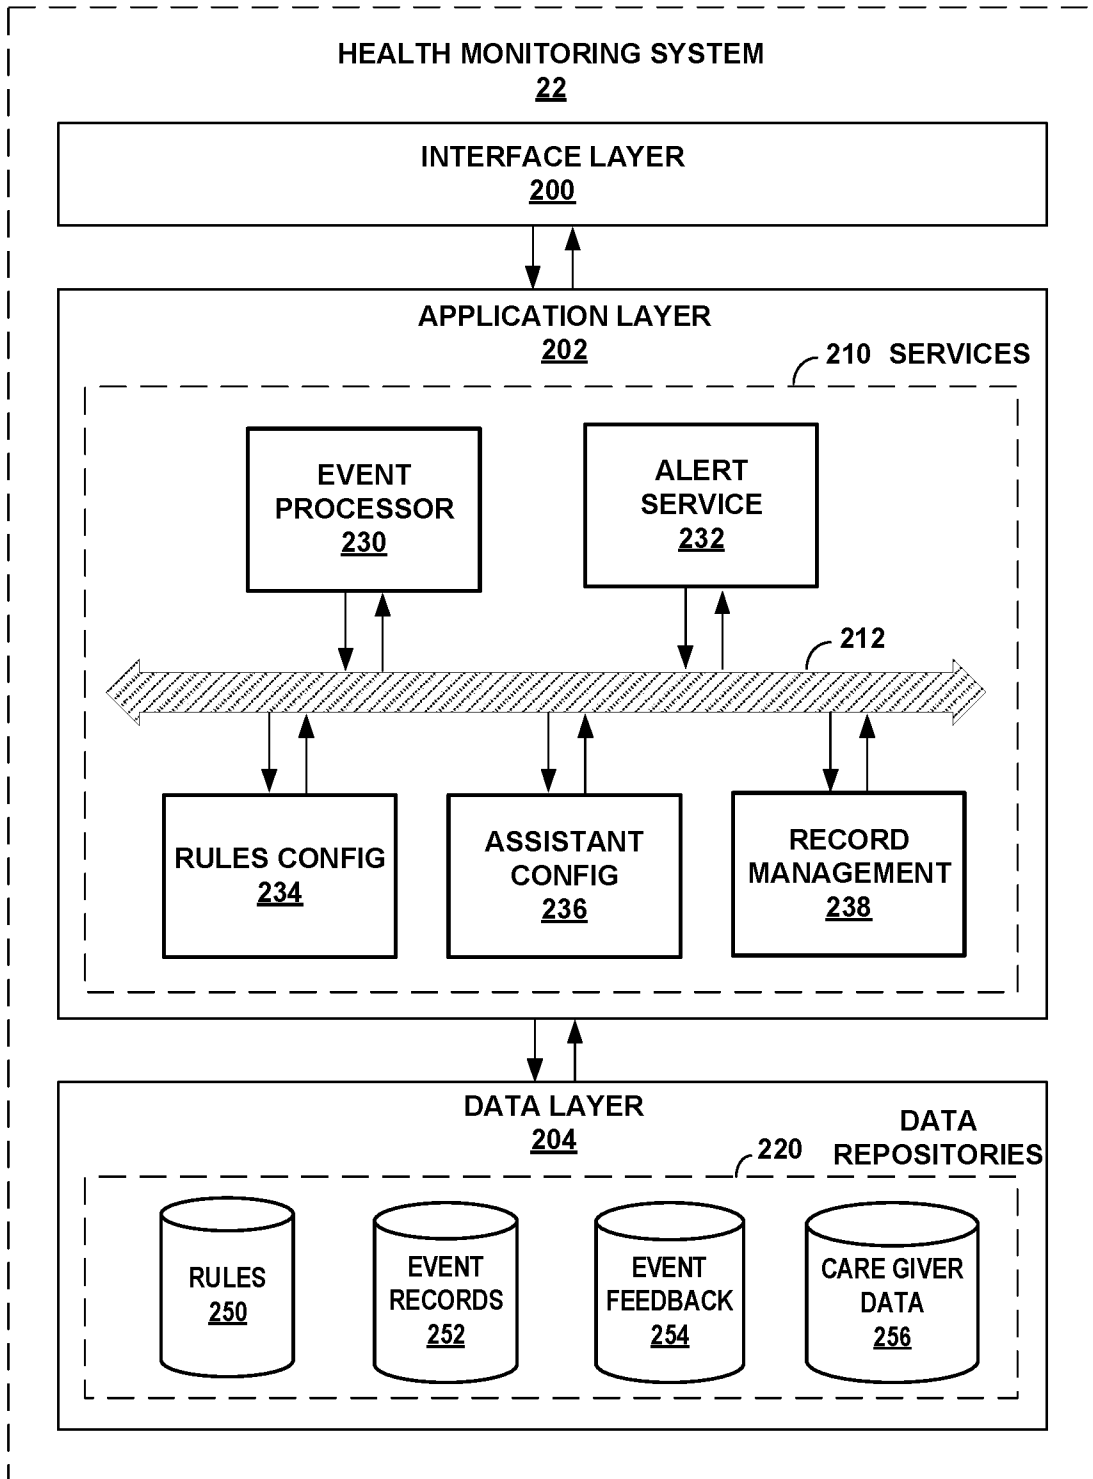 HEALTH MONITORING SYSTEM
22
INTERFACE LAYER
200
APPLICATION LAYER
202
210 SERVICES
EVENT
PROCESSOR
230
ALERT
SERVICE
232
212
RULES CONFIG
234
ASSISTANT
CONFIG
236
RECORD
MANAGEMENT
238
DATA LAYER
204
220
DATA
REPOSITORIES
RULES
250
EVENT
RECORDS
252
EVENT
FEEDBACK
254
CARE GIVER
DATA
256